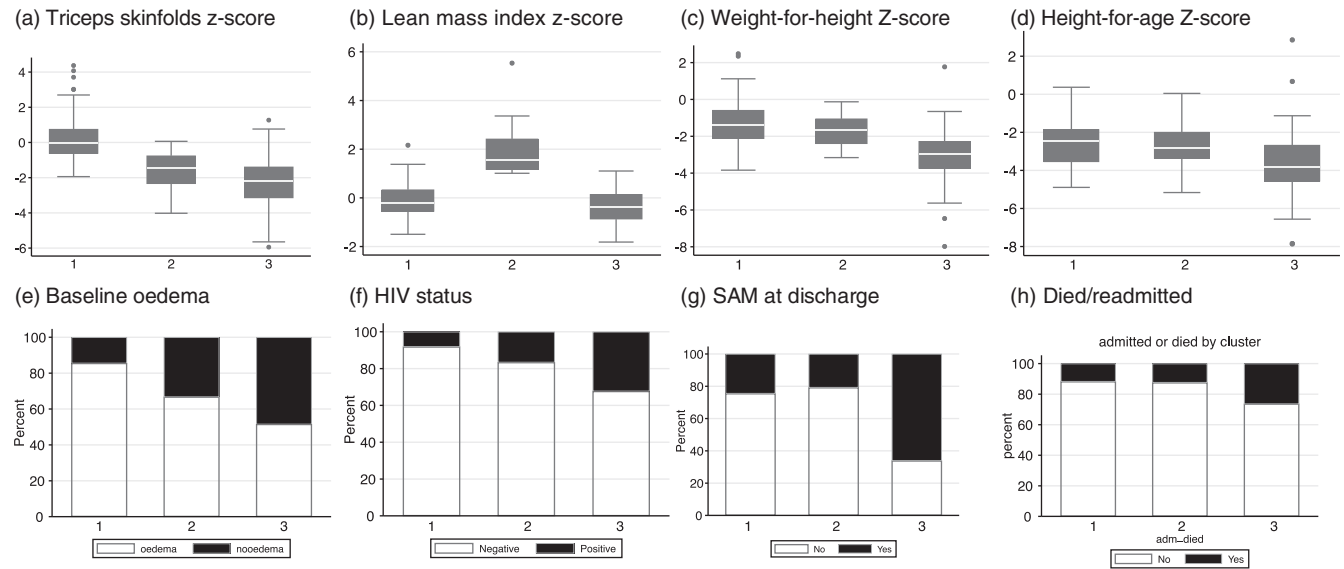 (a) Triceps skinfolds z-score
4
2
0
-2
-4
-6
1 2 3
(b) Lean mass index z-score
6
4
2
0
-2
1 2 3
(c) Weight-for-height Z-score
2
0
-2
-4
-6
-8
1 2 3
(d) Height-for-age Z-score
2
0
-2
-4
-6
-8
1 2 3
(e) Baseline oedema
Percent
100
80
60
40
20
0
1 2 3
oedema nooedema
(f) HIV status
Percent
100
80
60
40
20
0
1 2 3
Negative Positive
(g) SAM at discharge
Percent
100
80
60
40
20
0
1 2 3
No Yes
(h) Died/readmitted
admitted or died by cluster
percent
100
80
60
40
20
0
1 2 3
adm_died
No Yes